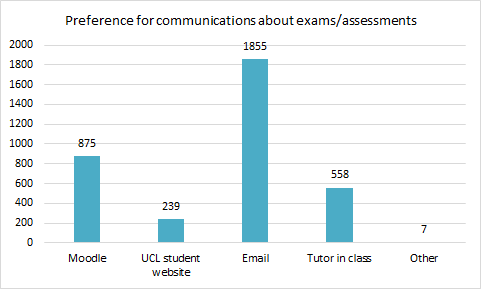 Preference for communications about exams/assessments
2000
1800
1600
1400
1200
1000
800
600
400
200
0
875
239
1855
558
7
Moodle
UCL student
website
Email
Tutor in class
Other